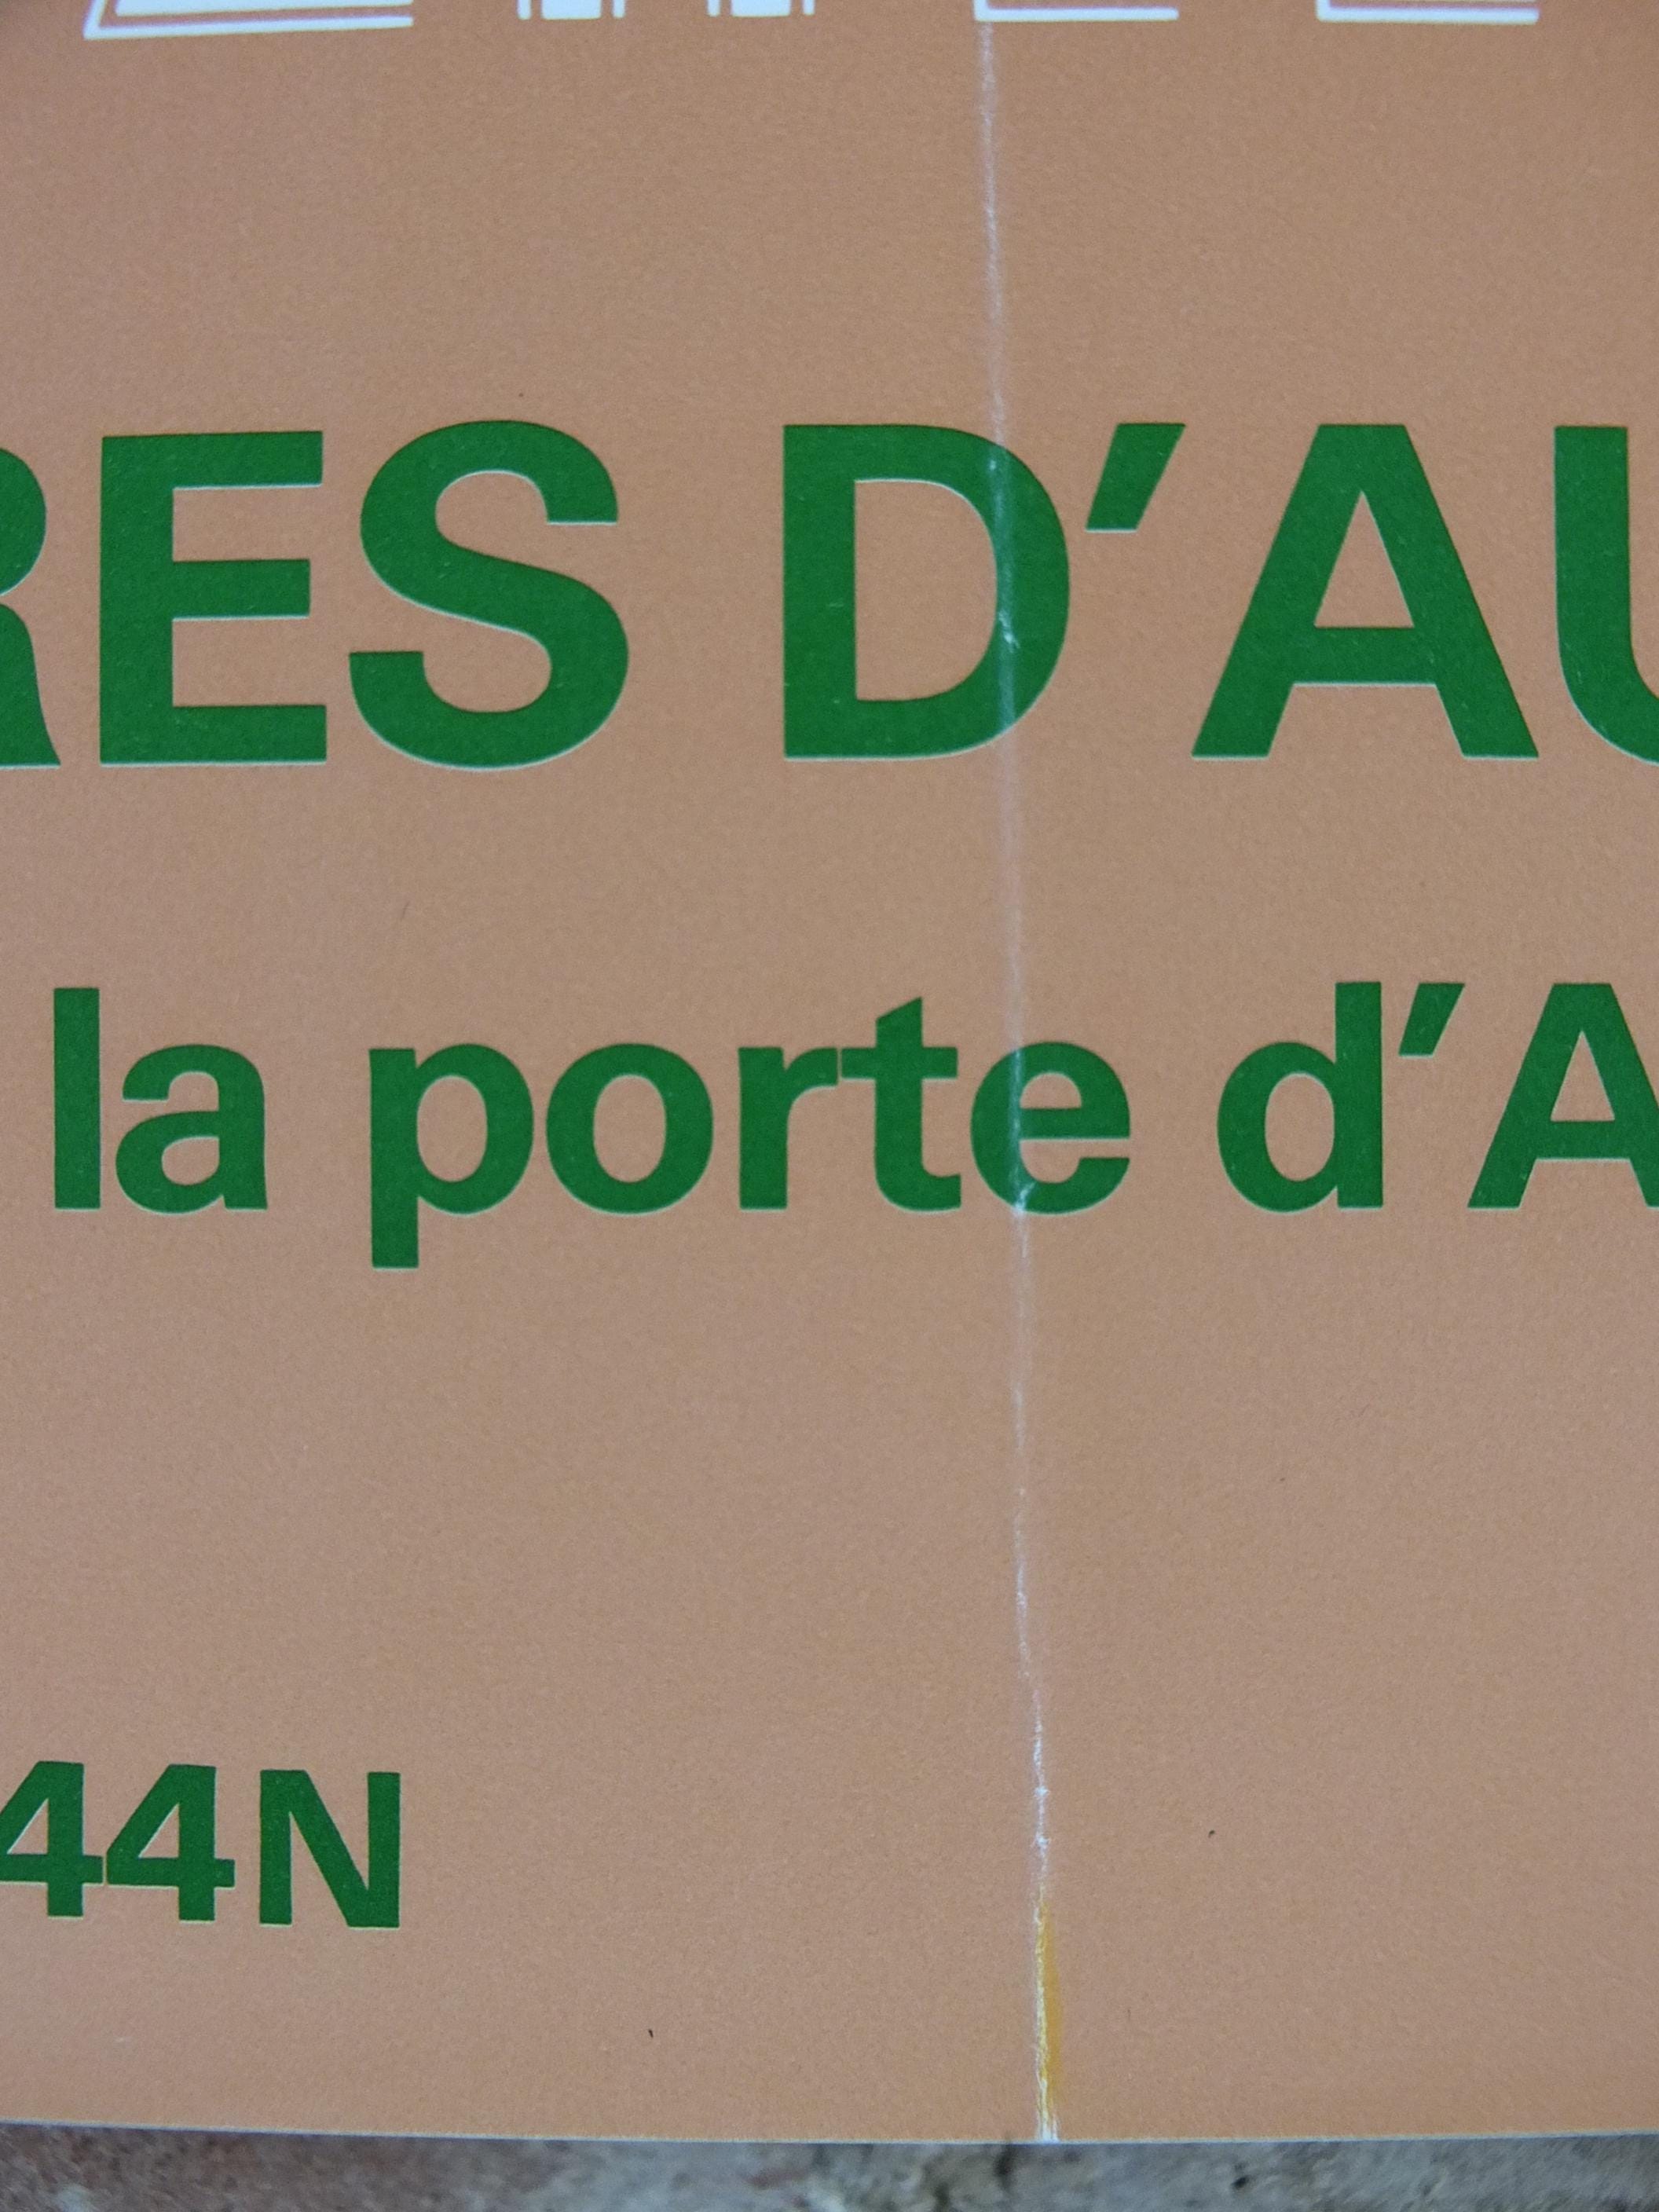 RES D'AU
la porte d'A
44N